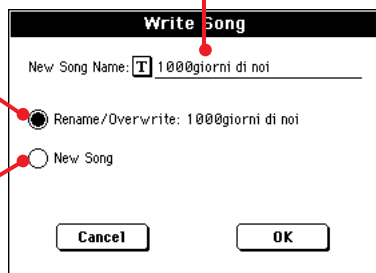 Write Song
New Song Name: T 1000giorni di noi
Rename/Overwrite: 1000giorni di noi
New Song
Cancel OK